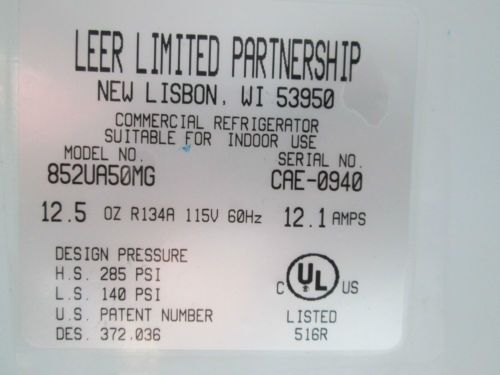 LEER LIMITED PARTNERSHIP
NEW LISBON, WI 53950
COMMERCIAL REFRIGERATOR
SUITABLE FOR INDOOR USE
MODEL NO. SERIAL NO.
852UA50MG CAE-0940
12.5 OZ R134A 115V 60Hz 12.1 AMPS
DESIGN PRESSURE
H.S. 285 PSI
L.S. 140 PSI
U.S. PATENT NUMBER
DES. 372,036
C UL US
LISTED
516R